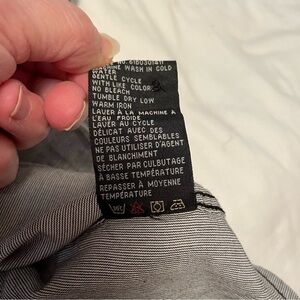 WASH IN COLD
WATER
GENTLE CYCLE
WITH LIKE COLORS
NO BLEACH
TUMBLE DRY LOW
WARM IRON
LAVER À LA MACHINE À
L'EAU FROIDE
LAVER AU CYCLE
DÉLICAT AVEC DES
COULEURS SEMBLABLES
NE PAS UTILISER D'AGENT
DE BLANCHIMENT
SÉCHER PAR CULBUTAGE
À BASSE TEMPÉRATURE
REPASSER À MOYENNE
TEMPÉRATURE